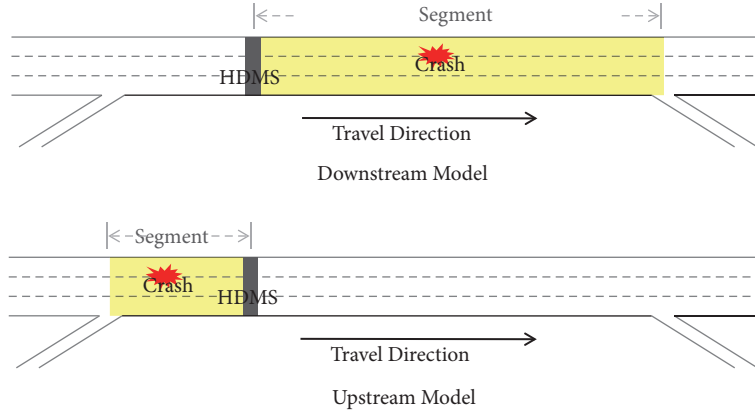 Segment
Crash
HDMS
Travel Direction
Downstream Model
Segment
Crash
HDMS
Travel Direction
Upstream Model